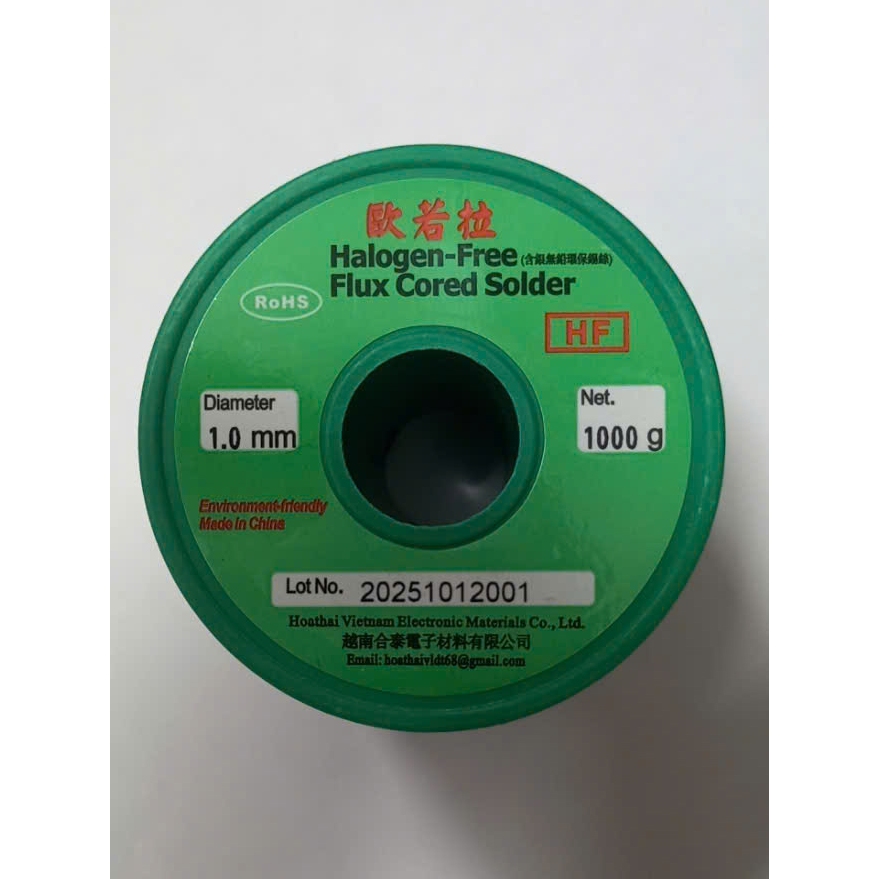 歐若拉
Halogen-Free (含銀無鉛環保錫絲)
Flux Cored Solder
RoHS
HF
Diameter
1.0 mm
Net.
1000 g
Environment-friendly
Made in China
Lot No. 20251012001
Hoathai Vietnam Electronic Materials Co., Ltd.
越南合泰電子材料有限公司
Email: hoathaivldt68@gmail.com